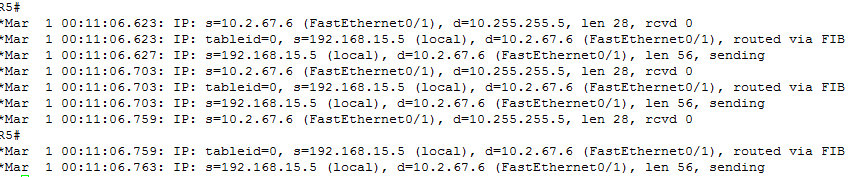 R5#
*Mar  1 00:11:06.623: IP: s=10.2.67.6 (FastEthernet0/1), d=10.255.255.5, len 28, rcvd 0
*Mar  1 00:11:06.623: IP: tableid=0, s=192.168.15.5 (local), d=10.2.67.6 (FastEthernet0/1), routed via FIB
*Mar  1 00:11:06.627: IP: s=192.168.15.5 (local), d=10.2.67.6 (FastEthernet0/1), len 56, sending
*Mar  1 00:11:06.703: IP: s=10.2.67.6 (FastEthernet0/1), d=10.255.255.5, len 28, rcvd 0
*Mar  1 00:11:06.703: IP: tableid=0, s=192.168.15.5 (local), d=10.2.67.6 (FastEthernet0/1), routed via FIB
*Mar  1 00:11:06.703: IP: s=192.168.15.5 (local), d=10.2.67.6 (FastEthernet0/1), len 56, sending
*Mar  1 00:11:06.759: IP: s=10.2.67.6 (FastEthernet0/1), d=10.255.255.5, len 28, rcvd 0
R5#
*Mar  1 00:11:06.759: IP: tableid=0, s=192.168.15.5 (local), d=10.2.67.6 (FastEthernet0/1), routed via FIB
*Mar  1 00:11:06.763: IP: s=192.168.15.5 (local), d=10.2.67.6 (FastEthernet0/1), len 56, sending